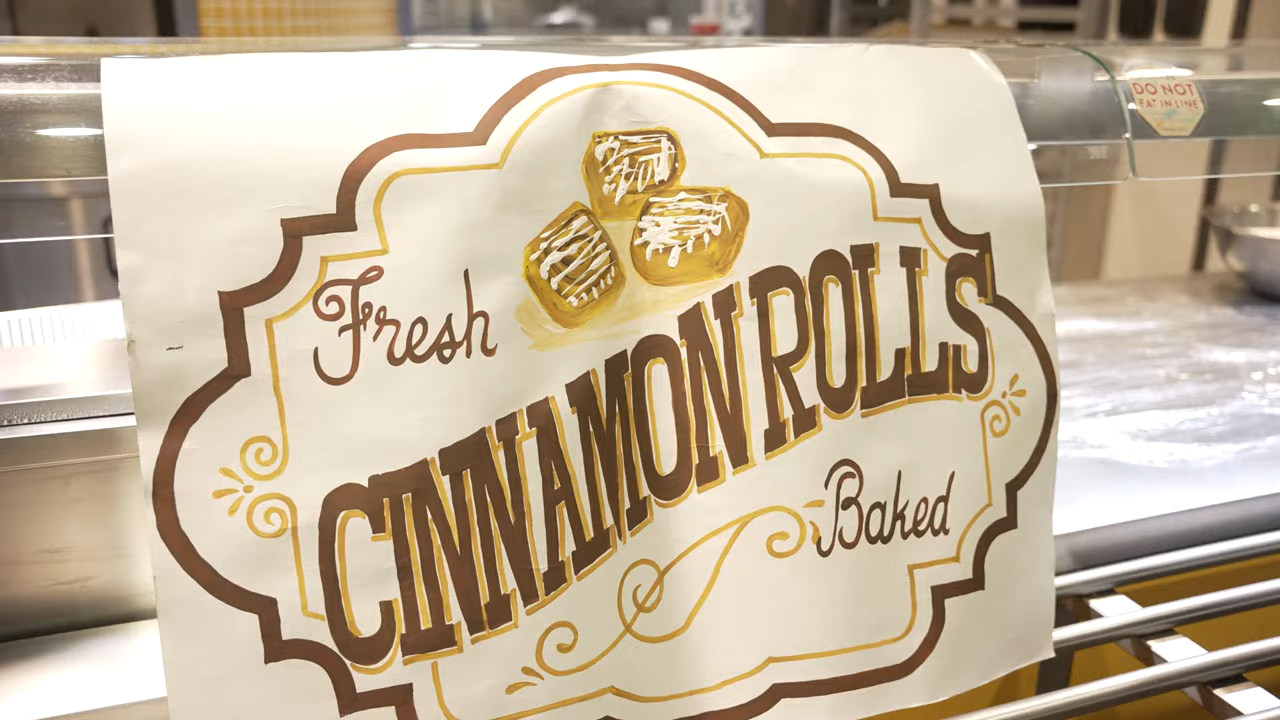 Fresh
CINNAMON ROLLS
Baked
DO NOT
EAT IN LINE